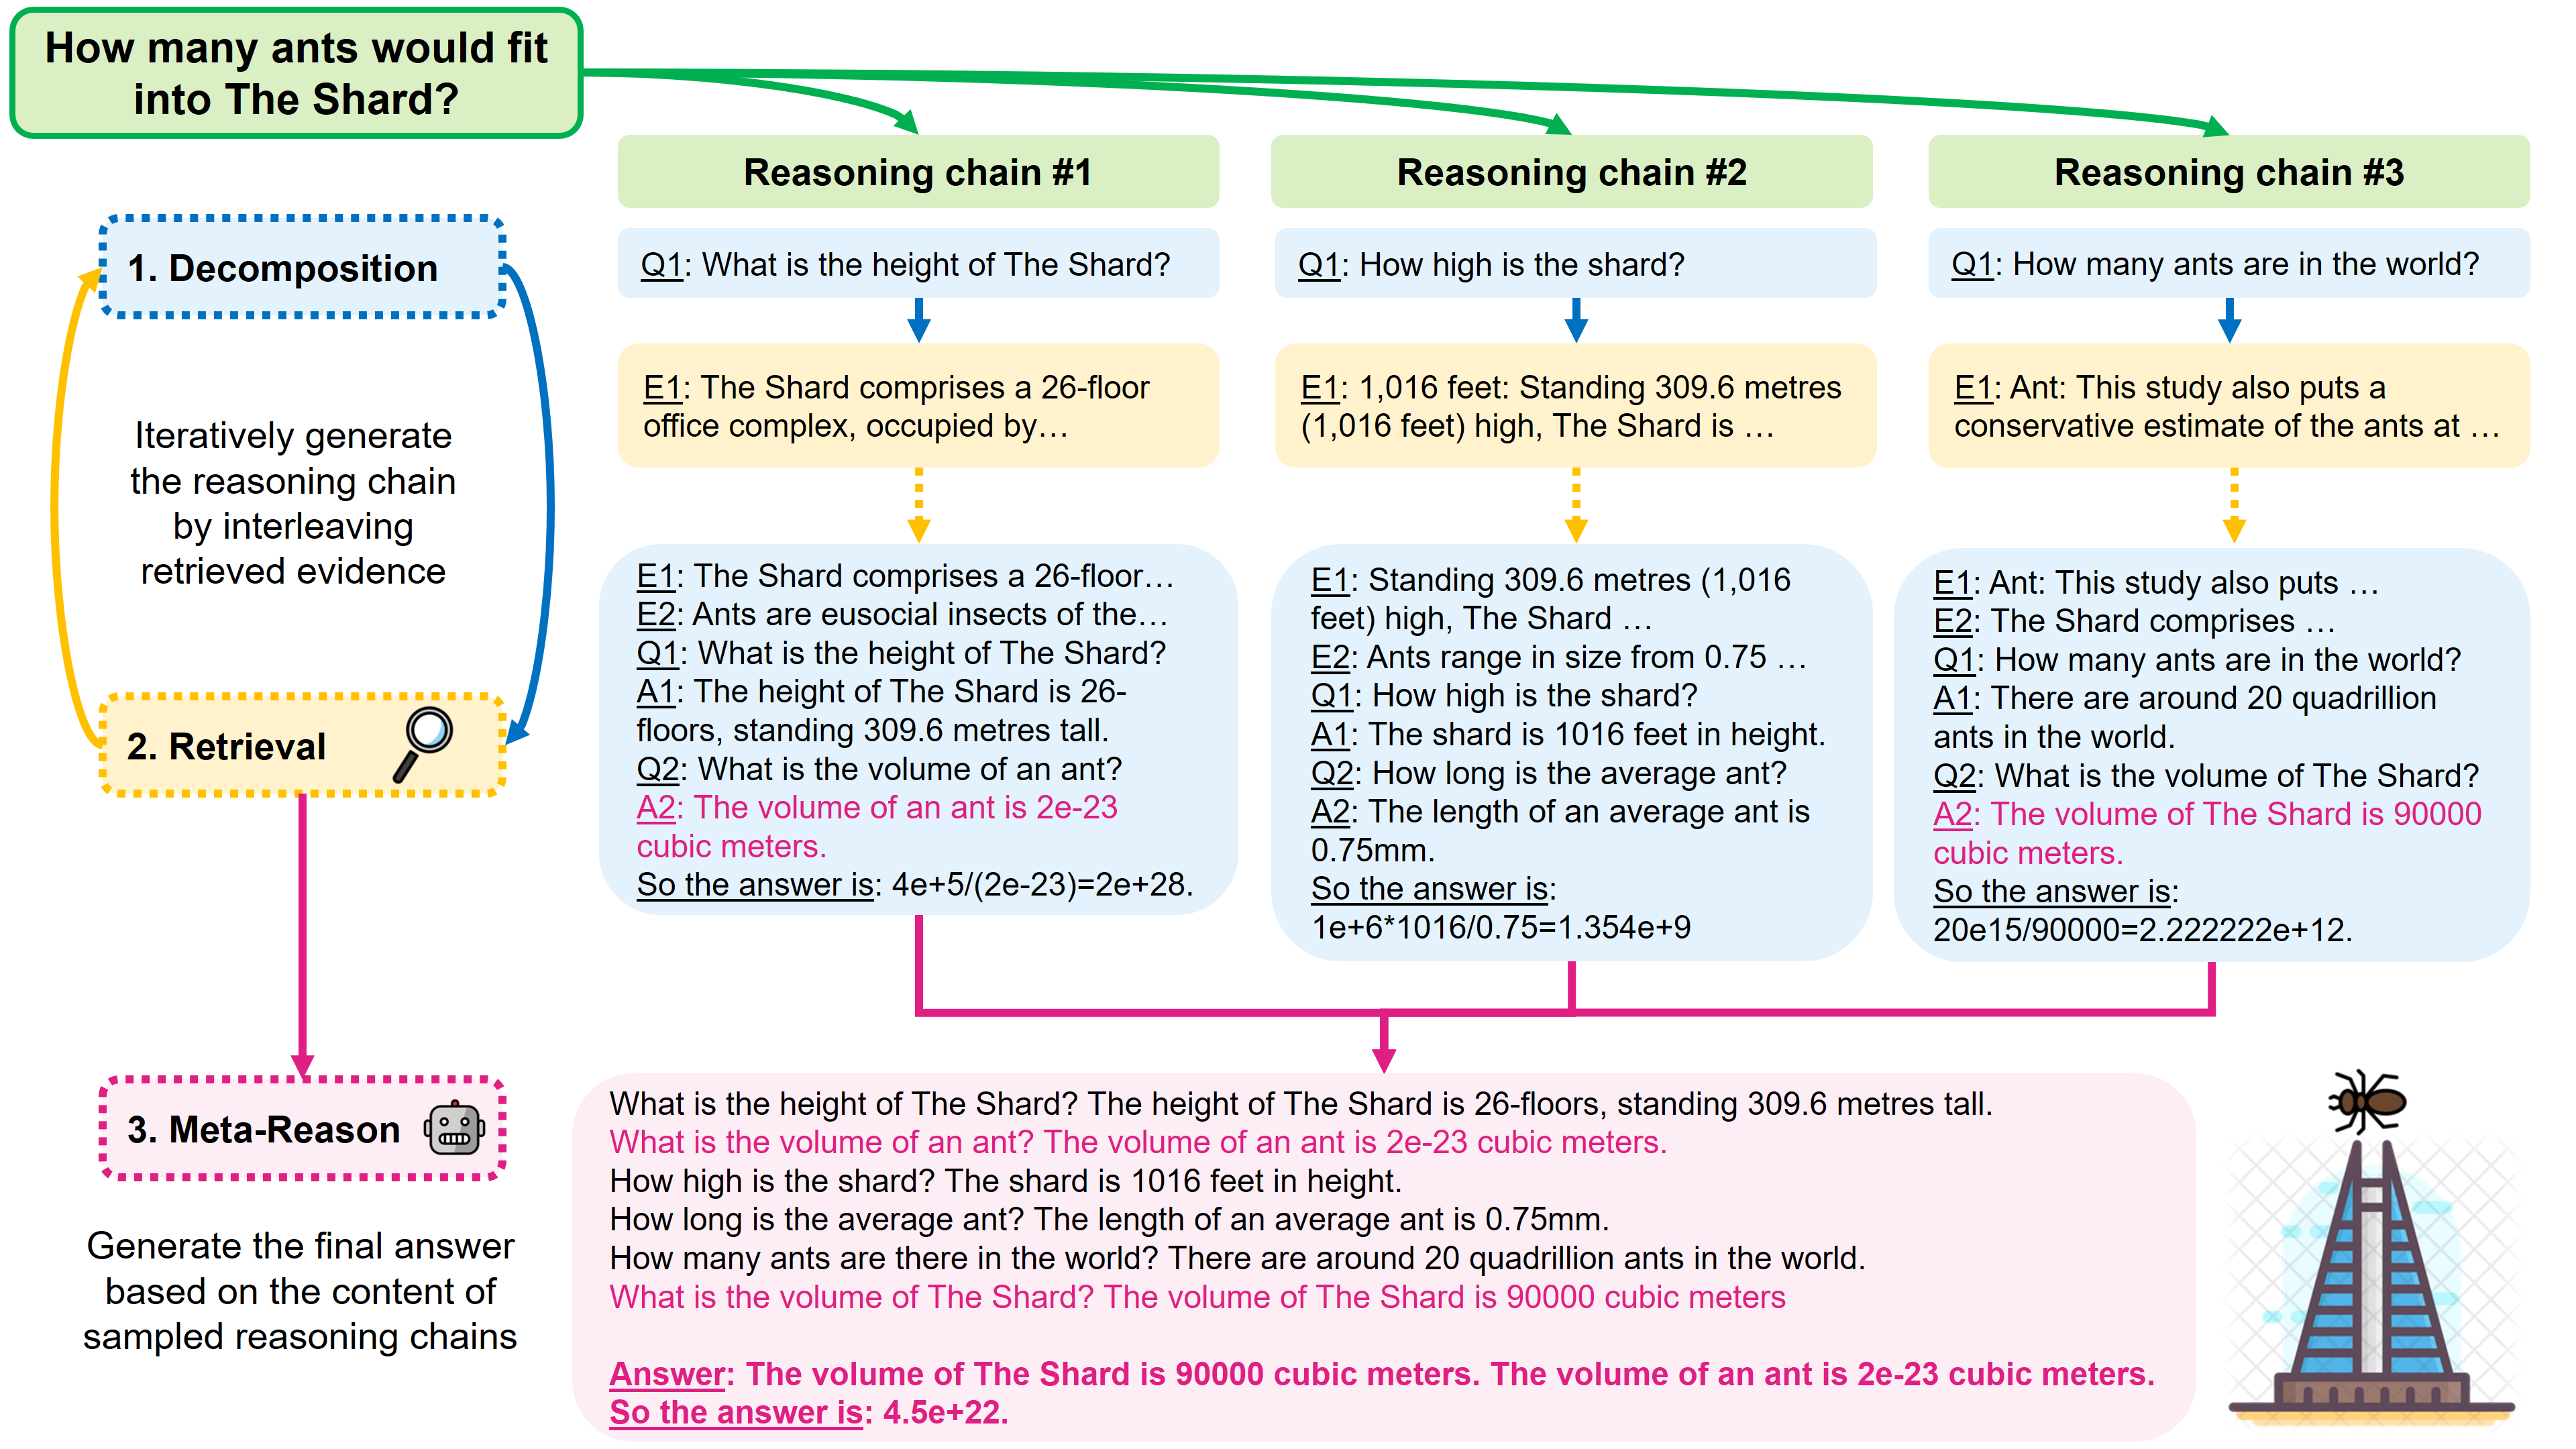 How many ants would fit
into The Shard?
Reasoning chain #1
Reasoning chain #2
Reasoning chain #3
1. Decomposition
Iteratively generate
the reasoning chain
by interleaving
retrieved evidence
2. Retrieval
3. Meta-Reason
Generate the final answer
based on the content of
sampled reasoning chains
Q1: What is the height of The Shard?
E1: The Shard comprises a 26-floor
office complex, occupied by…
E1: The Shard comprises a 26-floor…
E2: Ants are eusocial insects of the…
Q1: What is the height of The Shard?
A1: The height of The Shard is 26-
floors, standing 309.6 metres tall.
Q2: What is the volume of an ant?
A2: The volume of an ant is 2e-23
cubic meters.
So the answer is: 4e+5/(2e-23)=2e+28.
Q1: How high is the shard?
E1: 1,016 feet: Standing 309.6 metres
(1,016 feet) high, The Shard is …
E1: Standing 309.6 metres (1,016
feet) high, The Shard …
E2: Ants range in size from 0.75 …
Q1: How high is the shard?
A1: The shard is 1016 feet in height.
Q2: How long is the average ant?
A2: The length of an average ant is
0.75mm.
So the answer is:
1e+6*1016/0.75=1.354e+9
Q1: How many ants are in the world?
E1: Ant: This study also puts a
conservative estimate of the ants at …
E1: Ant: This study also puts …
E2: The Shard comprises …
Q1: How many ants are in the world?
A1: There are around 20 quadrillion
ants in the world.
Q2: What is the volume of The Shard?
A2: The volume of The Shard is 90000
cubic meters.
So the answer is:
20e15/90000=2.222222e+12.
What is the height of The Shard? The height of The Shard is 26-floors, standing 309.6 metres tall.
What is the volume of an ant? The volume of an ant is 2e-23 cubic meters.
How high is the shard? The shard is 1016 feet in height.
How long is the average ant? The length of an average ant is 0.75mm.
How many ants are there in the world? There are around 20 quadrillion ants in the world.
What is the volume of The Shard? The volume of The Shard is 90000 cubic meters
Answer: The volume of The Shard is 90000 cubic meters. The volume of an ant is 2e-23 cubic meters.
So the answer is: 4.5e+22.